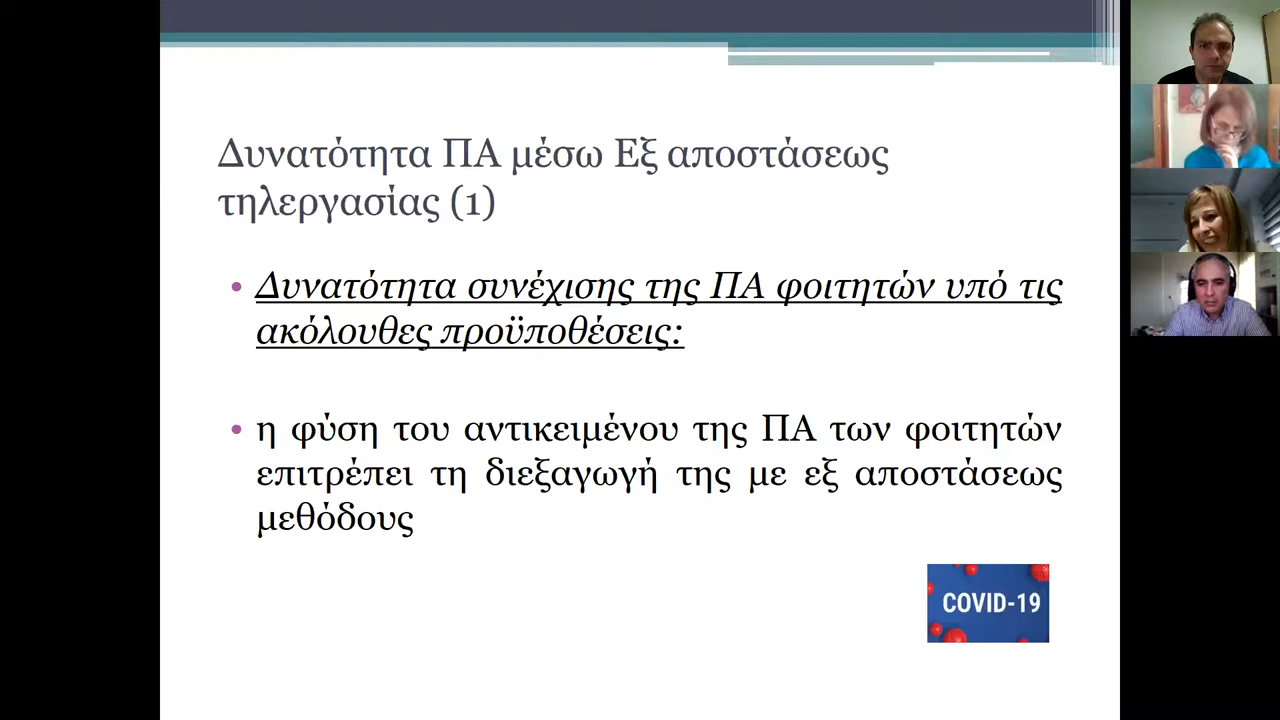 Δυνατότητα ΠΑ μέσω Εξ αποστάσεως
τηλεργασίας (1)
• Δυνατότητα συνέχισης της ΠΑ φοιτητών υπό τις
ακόλουθες προϋποθέσεις:
• η φύση του αντικειμένου της ΠΑ των φοιτητών
επιτρέπει τη διεξαγωγή της με εξ αποστάσεως
μεθόδους
COVID-19